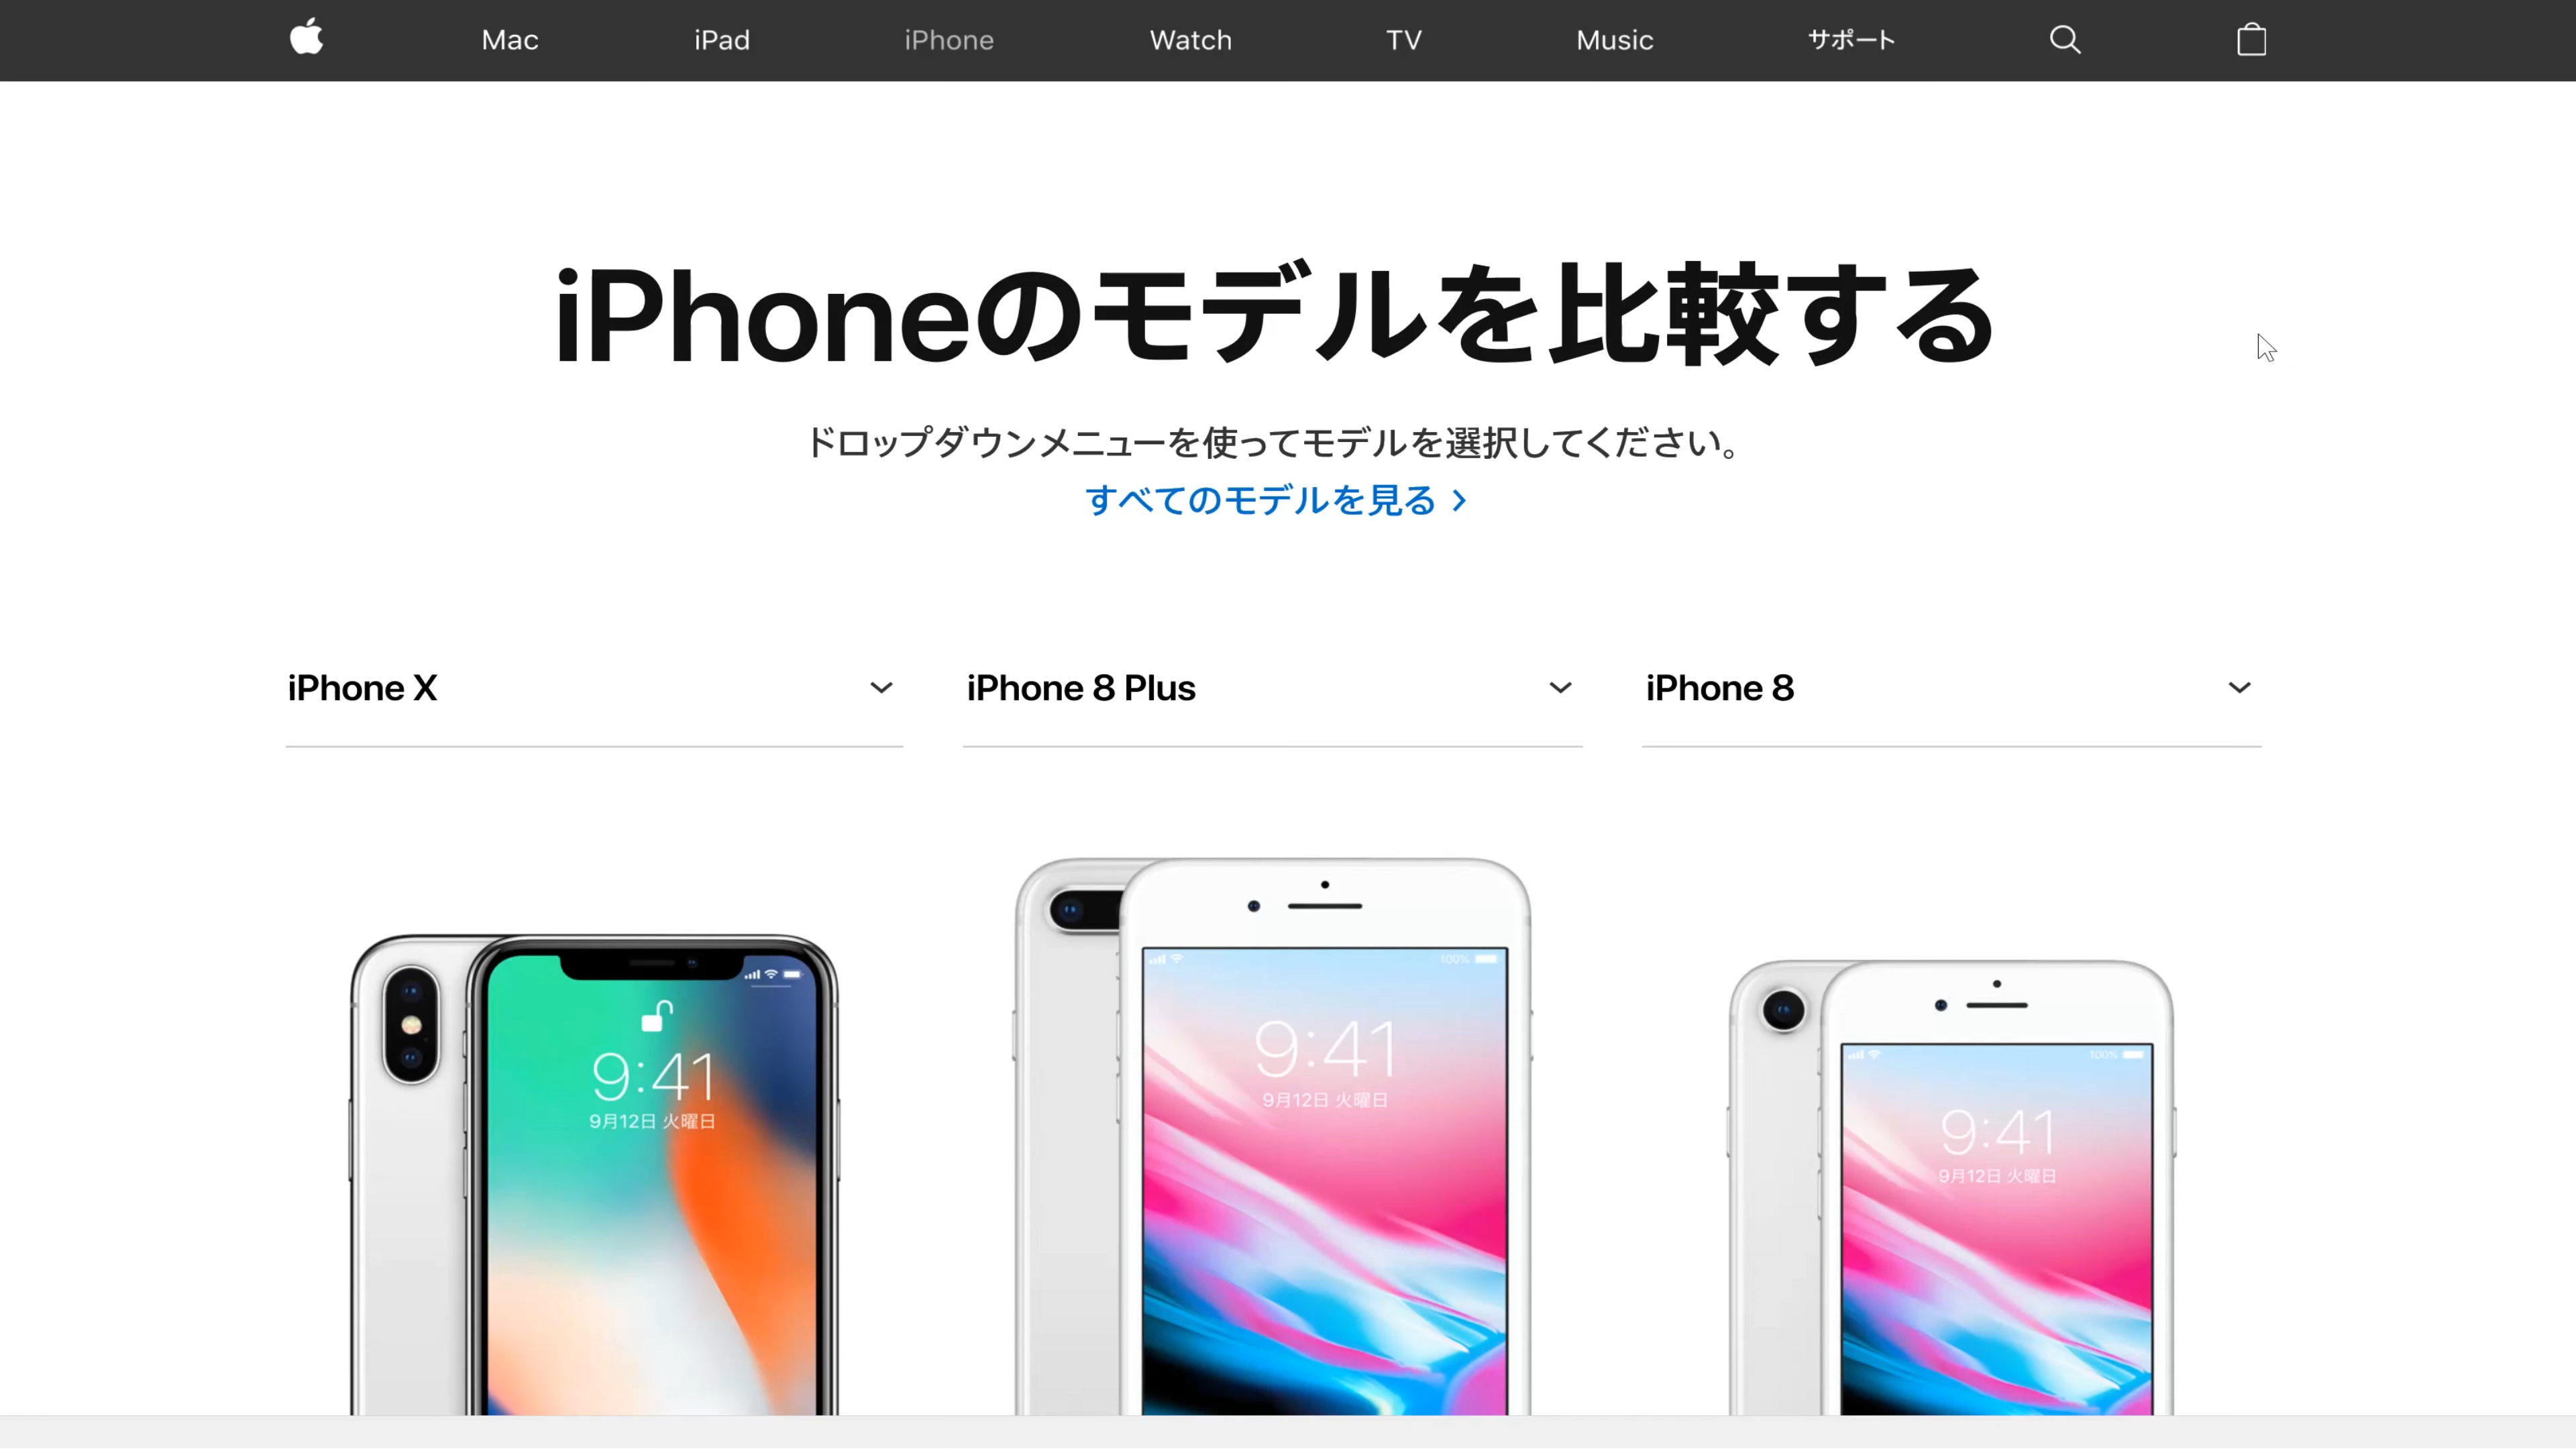 Mac iPad iPhone Watch TV Music サポート
iPhoneのモデルを比較する
ドロップダウンメニューを使ってモデルを選択してください。
すべてのモデルを見る >
iPhone X
iPhone 8 Plus
iPhone 8
9:41
9月12日 火曜日
100%
9:41
9月12日 火曜日
100%
9:41
9月12日 火曜日